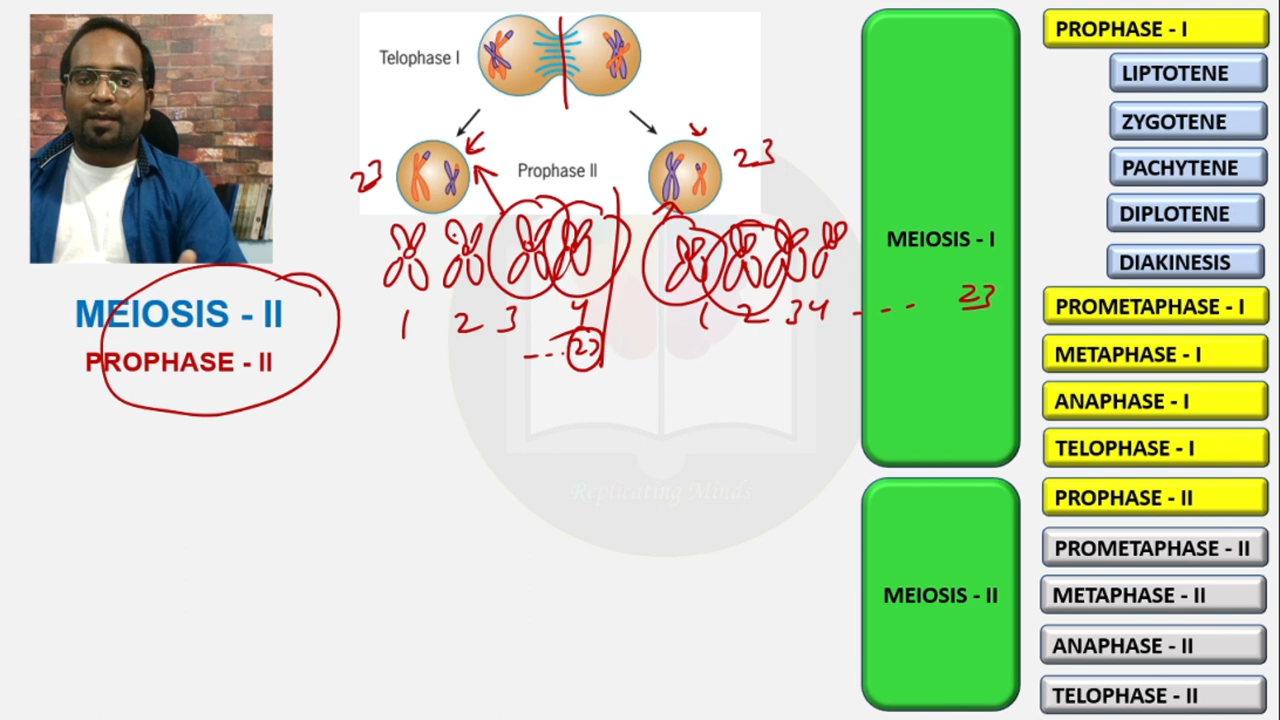 Telophase I
23
Prophase II
23
1 2 3 4
--- 23
1 2 3 4 --- 23
MEIOSIS - II
PROPHASE - II
Replicating Minds
MEIOSIS - I
MEIOSIS - II
PROPHASE - I
LIPTOTENE
ZYGOTENE
PACHYTENE
DIPLOTENE
DIAKINESIS
PROMETAPHASE - I
METAPHASE - I
ANAPHASE - I
TELOPHASE - I
PROPHASE - II
PROMETAPHASE - II
METAPHASE - II
ANAPHASE - II
TELOPHASE - II